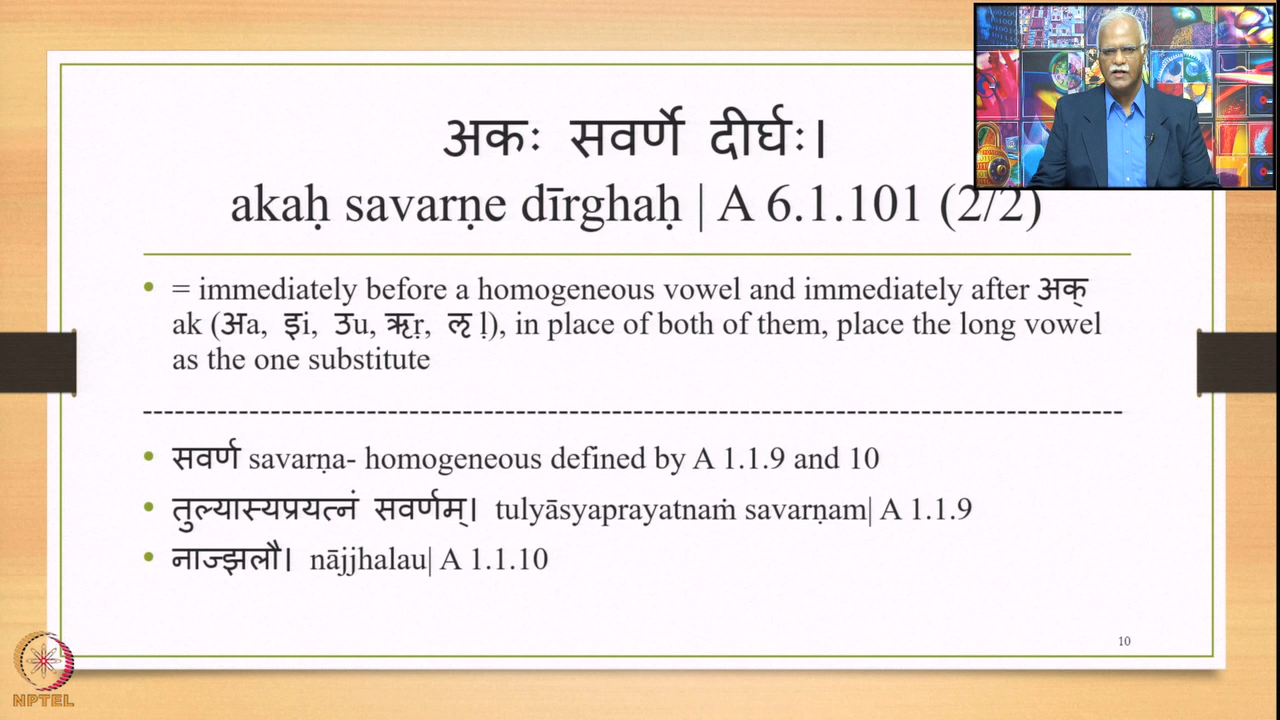 अकः सवर्णे दीर्घः।
akaḥ savarṇe dīrghaḥ | A 6.1.101 (2/2)
• = immediately before a homogeneous vowel and immediately after अक्
ak (अa, इi, उu, ऋṛ, ऌ ḷ), in place of both of them, place the long vowel
as the one substitute
--------------------------------------------------------------------------------------------
• सवर्ण savarṇa- homogeneous defined by A 1.1.9 and 10
• तुल्यास्यप्रयत्नं सवर्णम्। tulyāsyaprayatnaṁ savarṇam| A 1.1.9
• नाज्झलौ। nājjhalau| A 1.1.10
10
NPTEL